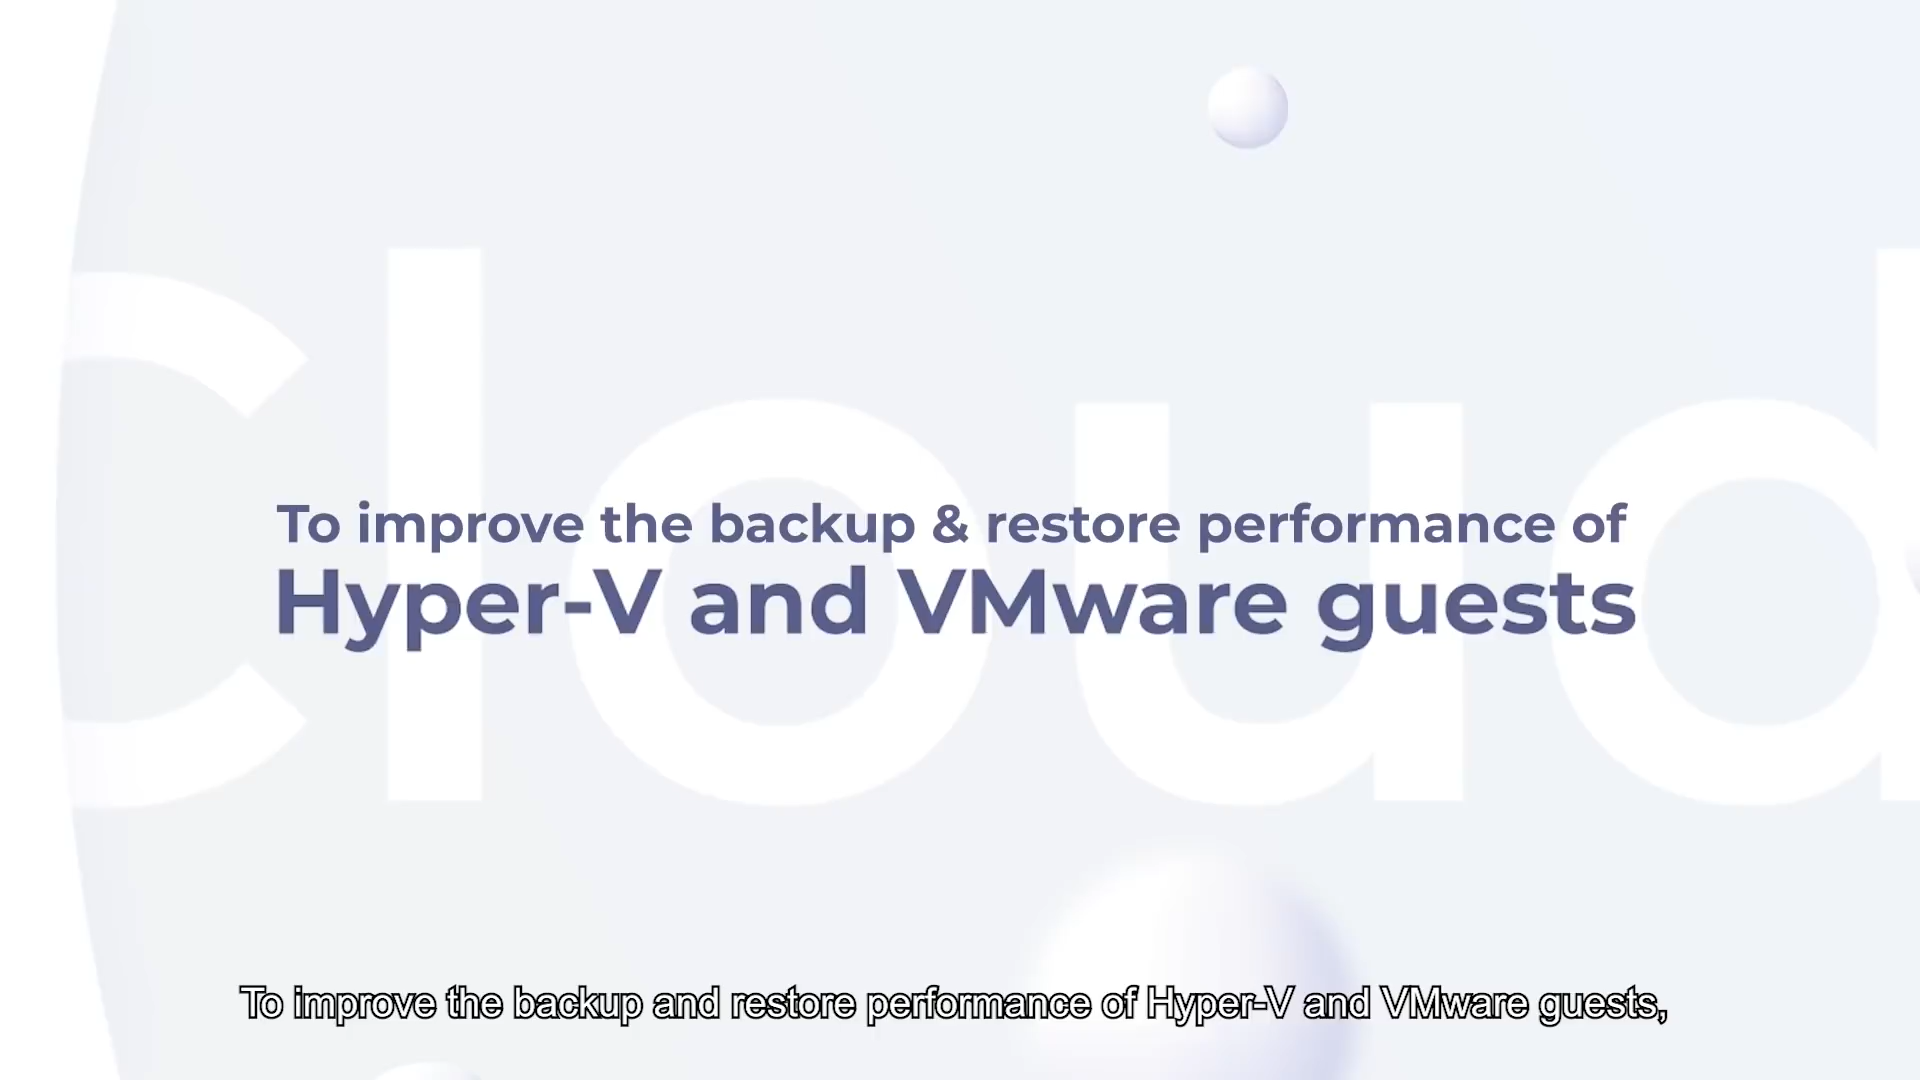 Cloud
To improve the backup & restore performance of
Hyper-V and VMware guests
To improve the backup and restore performance of Hyper-V and VMware guests,